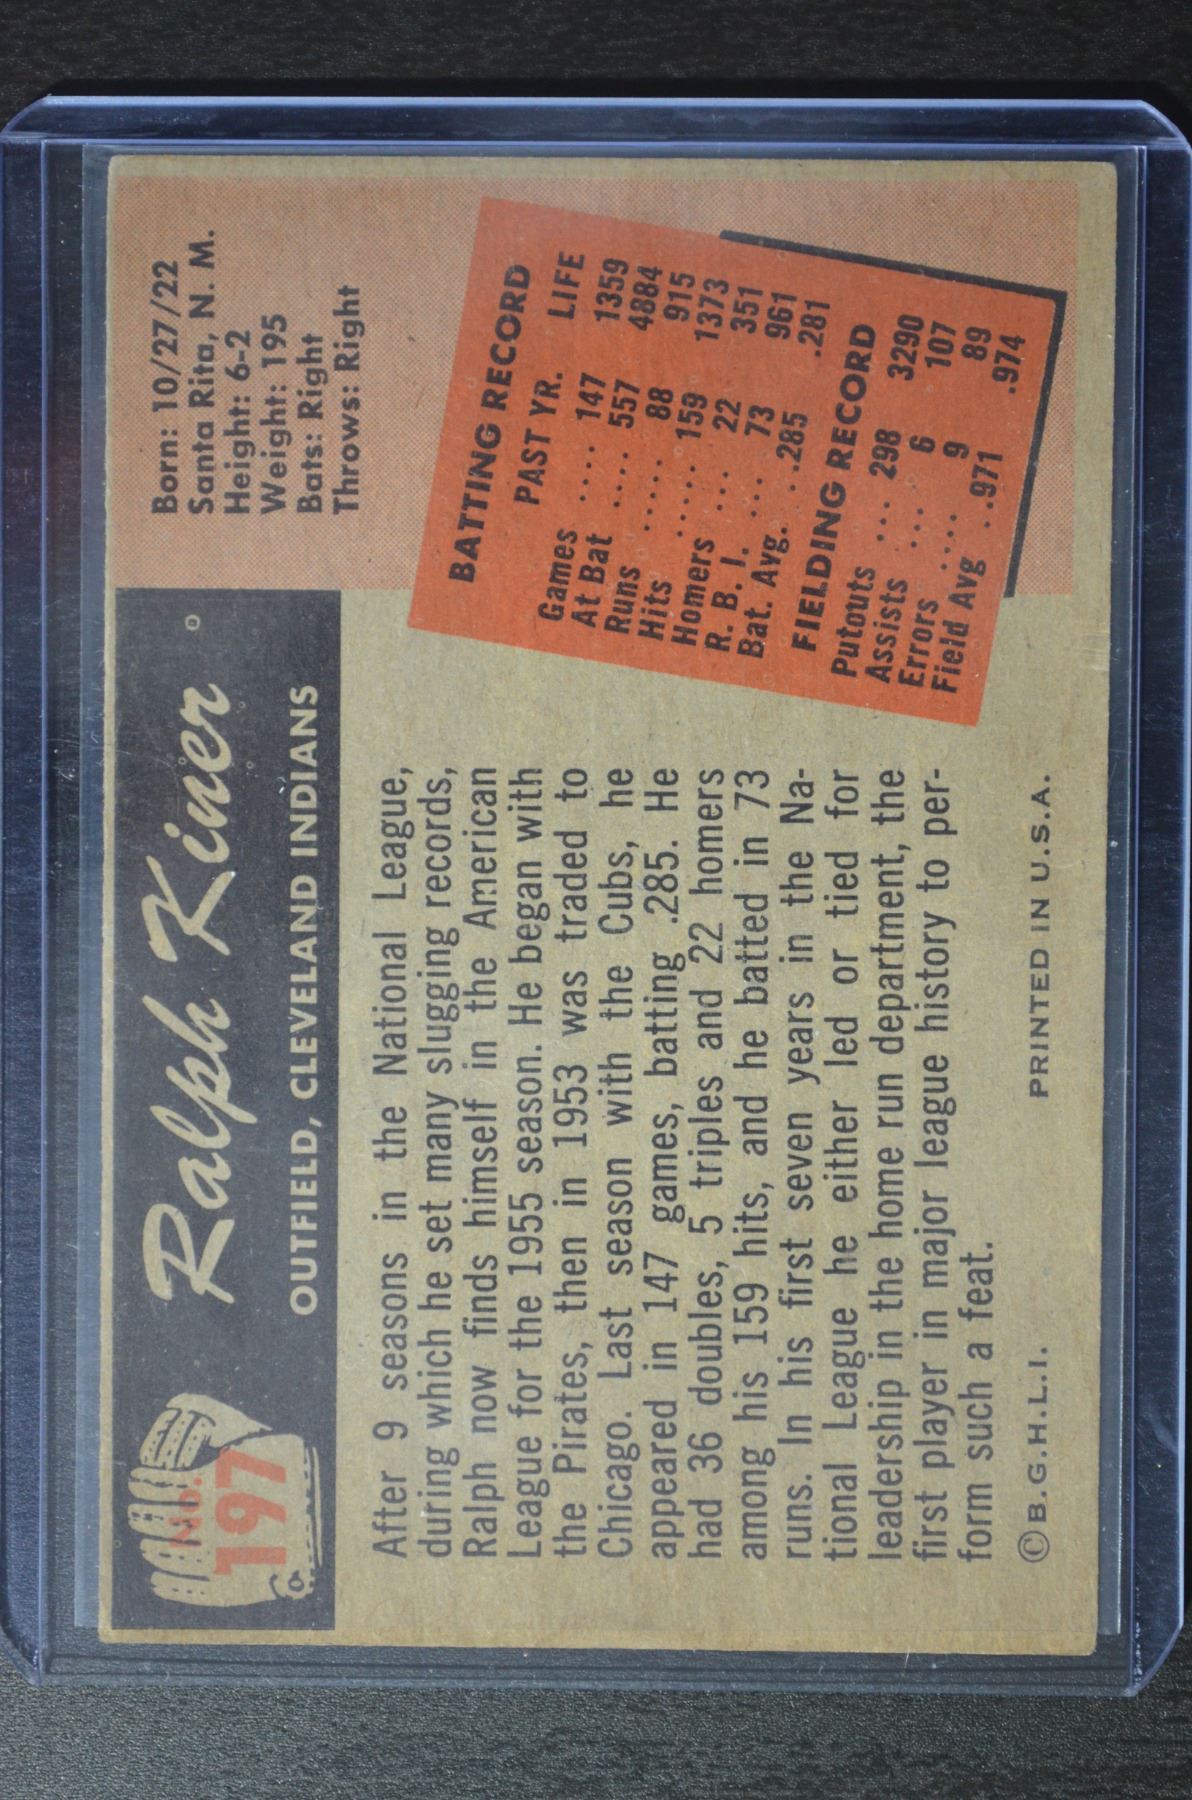 No.
197
Ralph Kiner
OUTFIELD, CLEVELAND INDIANS
Born: 10/27/22
Santa Rita, N. M.
Height: 6-2
Weight: 195
Bats: Right
Throws: Right
After 9 seasons in the National League,
during which he set many slugging records,
Ralph now finds himself in the American
League for the 1955 season. He began with
the Pirates, then in 1953 was traded to
Chicago. Last season with the Cubs, he
appeared in 147 games, batting .285. He
had 36 doubles, 5 triples and 22 homers
among his 159 hits, and he batted in 73
runs. In his first seven years in the Na-
tional League he either led or tied for
leadership in the home run department, the
first player in major league history to per-
form such a feat.
BATTING RECORD
PAST YR. LIFE
Games .... 147 1359
At Bat .... 557 4884
Runs ..... 88 915
Hits ..... 159 1373
Homers ... 22 351
R. B. I. ... 73 961
Bat. Avg. . .285 .281
FIELDING RECORD
Putouts ... 298 3290
Assists ... 6 107
Errors .... 9 89
Field Avg .. .971 .974
© B.G.H.L.I. PRINTED IN U.S.A.